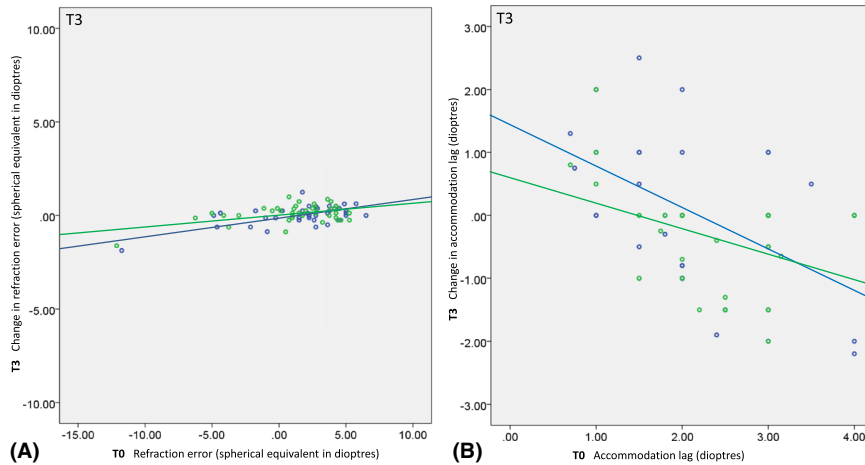 T3
10.00
5.00
.00
-5.00
-10.00
T3 Change in refraction error (spherical equivalent in dioptres)
-15.00 -10.00 -5.00 .00 5.00 10.00
(A) T0 Refraction error (spherical equivalent in dioptres)
T3
3.00
2.00
1.00
.00
-1.00
-2.00
-3.00
T3 Change in accommodation lag (dioptres)
.00 1.00 2.00 3.00 4.00
(B) T0 Accommodation lag (dioptres)